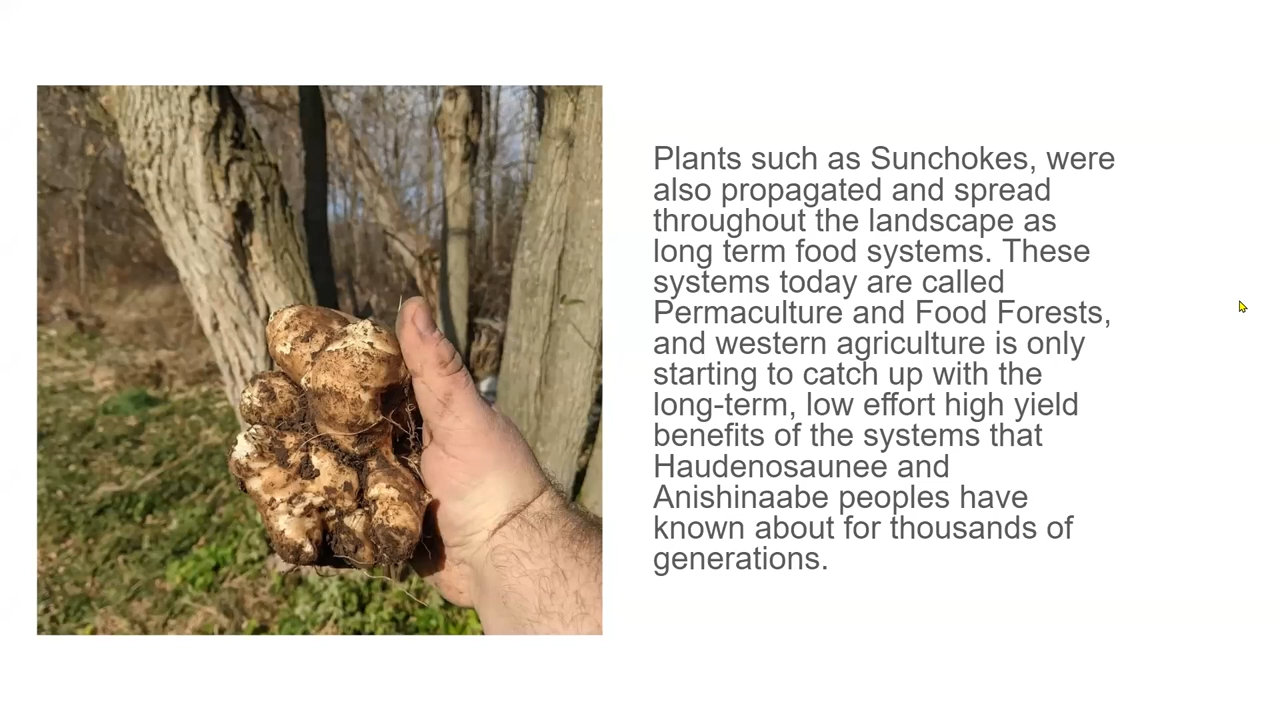 Plants such as Sunchokes, were
also propagated and spread
throughout the landscape as
long term food systems. These
systems today are called
Permaculture and Food Forests,
and western agriculture is only
starting to catch up with the
long-term, low effort high yield
benefits of the systems that
Haudenosaunee and
Anishinaabe peoples have
known about for thousands of
generations.